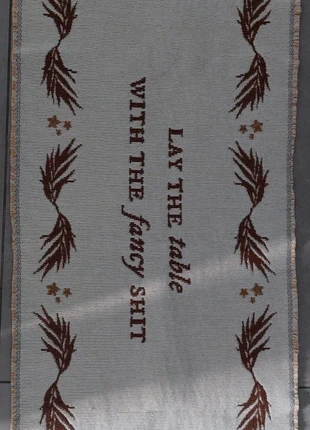 LAY THE table
WITH THE fancy SHIT